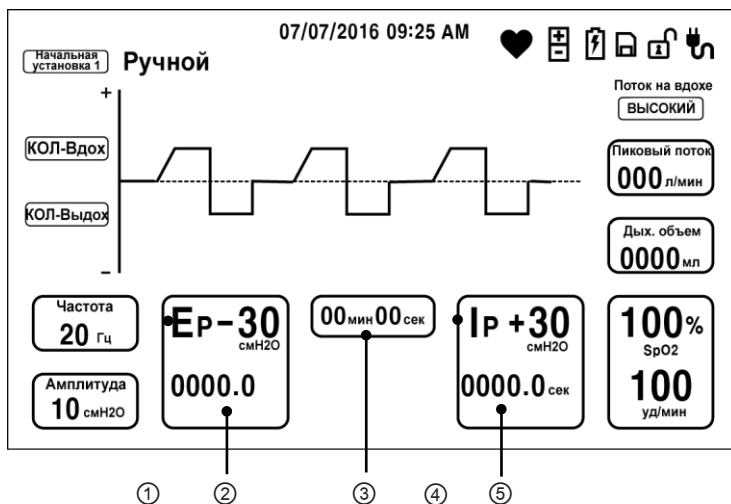 07/07/2016 09:25 AM
Начальная
установка 1
Ручной
Поток на вдохе
ВЫСОКИЙ
+
КОЛ-Вдох
КОЛ-Выдох
−
Пиковый поток
000 л/мин
Дых. объем
0000 мл
Частота
20 Гц
Амплитуда
10 смH2O
EP−30
смH2O
0000.0
00 мин 00 сек
IP +30
смH2O
0000.0 сек
100%
SpO2
100
уд/мин
① ② ③ ④ ⑤